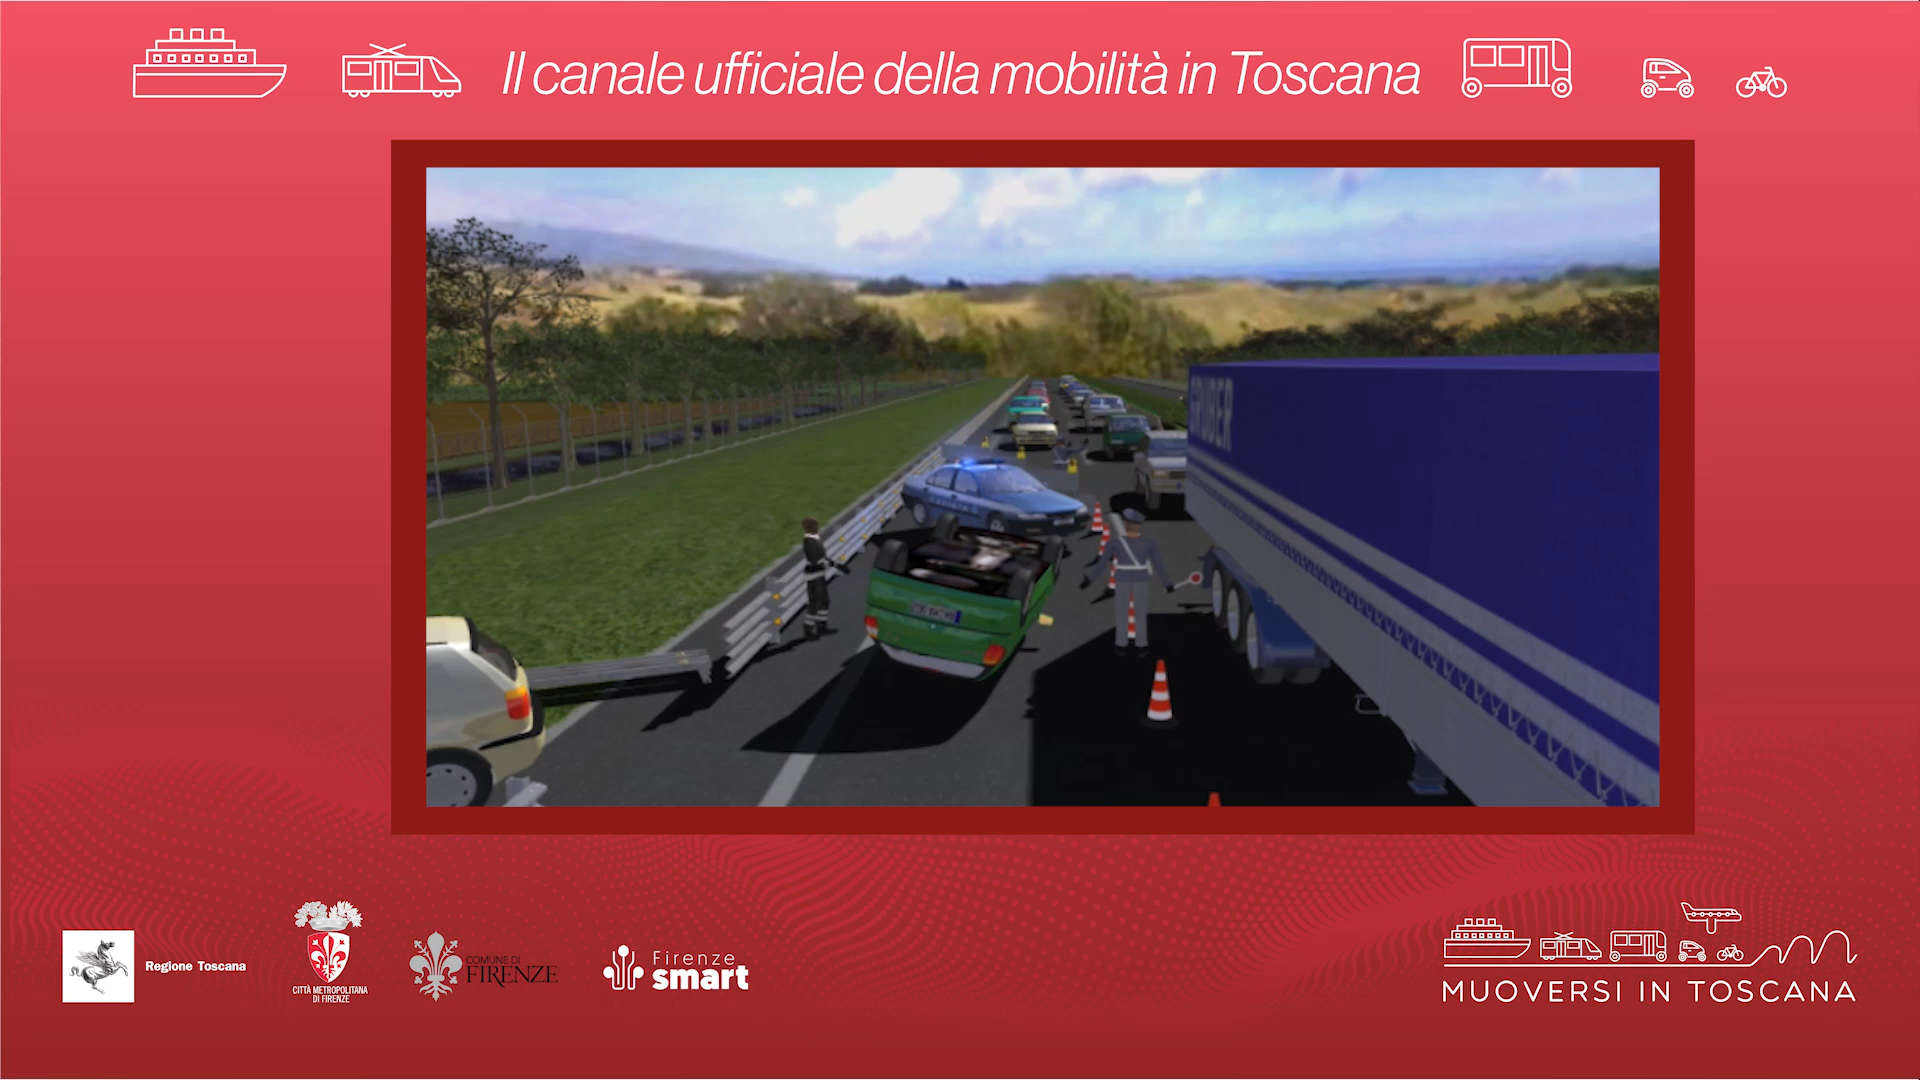 Il canale ufficiale della mobilità in Toscana
GRUBER
Regione Toscana
CITTÀ METROPOLITANA
DI FIRENZE
COMUNE DI
FIRENZE
Firenze
smart
MUOVERSI IN TOSCANA